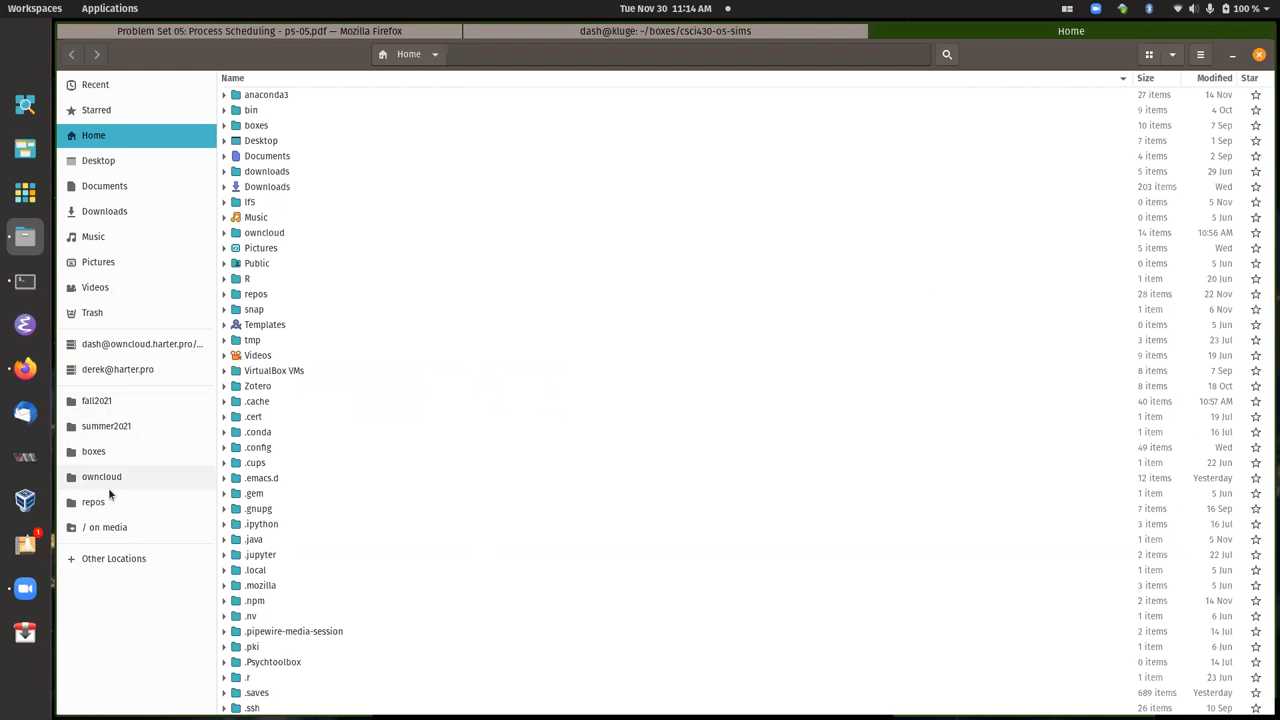 Workspaces Applications Tue Nov 30 11:14 AM 100 %
Problem Set 05: Process Scheduling - ps-05.pdf — Mozilla Firefox dash@kluge: ~/boxes/csci430-os-sims Home
Home
Name Size Modified Star
Recent
Starred
Home
Desktop
Documents
Downloads
Music
Pictures
Videos
Trash
dash@owncloud.harter.pro/...
derek@harter.pro
fall2021
summer2021
boxes
owncloud
repos
/ on media
Other Locations
1
anaconda3 27 items 14 Nov
bin 9 items 4 Oct
boxes 10 items 7 Sep
Desktop 7 items 1 Sep
Documents 4 items 2 Sep
downloads 5 items 29 Jun
Downloads 203 items Wed
lf5 0 items 5 Nov
Music 0 items 5 Jun
owncloud 14 items 10:56 AM
Pictures 5 items Wed
Public 0 items 5 Jun
R 1 item 20 Jun
repos 28 items 22 Nov
snap 1 item 6 Nov
Templates 0 items 5 Jun
tmp 3 items 23 Jul
Videos 9 items 19 Jun
VirtualBox VMs 8 items 7 Sep
Zotero 8 items 18 Oct
.cache 40 items 10:57 AM
.cert 1 item 19 Jul
.conda 1 item 16 Jul
.config 49 items Wed
.cups 1 item 22 Jun
.emacs.d 12 items Yesterday
.gem 1 item 5 Jun
.gnupg 7 items 16 Sep
.ipython 3 items 16 Jul
.java 1 item 5 Nov
.jupyter 2 items 22 Jul
.local 1 item 5 Jun
.mozilla 3 items 5 Jun
.npm 2 items 14 Nov
.nv 1 item 6 Jun
.pipewire-media-session 2 items 14 Jul
.pki 1 item 6 Jun
.Psychtoolbox 0 items 14 Jul
.r 1 item 23 Jun
.saves 689 items Yesterday
.ssh 26 items 10 Sep